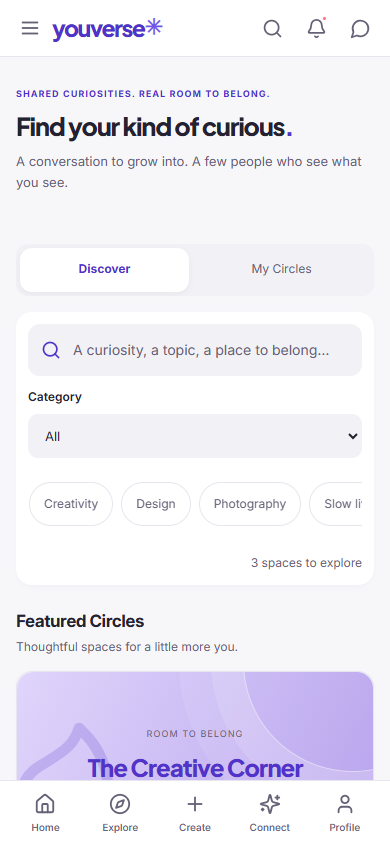 youverse
SHARED CURIOSITIES. REAL ROOM TO BELONG.
Find your kind of curious.
A conversation to grow into. A few people who see what
you see.
Discover
My Circles
A curiosity, a topic, a place to belong...
Category
All
Creativity
Design
Photography
Slow li
3 spaces to explore
Featured Circles
Thoughtful spaces for a little more you.
ROOM TO BELONG
The Creative Corner
Home
Explore
Create
Connect
Profile